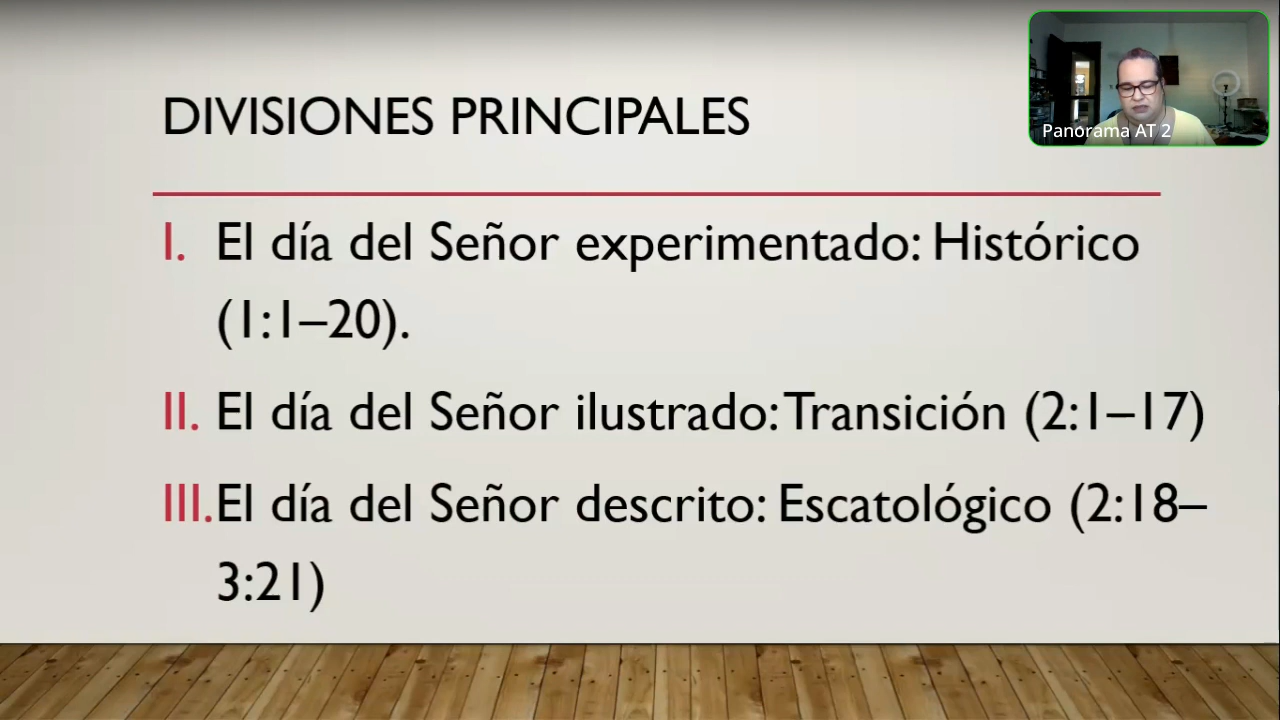 DIVISIONES PRINCIPALES
Panorama AT 2
I. El día del Señor experimentado: Histórico
(1:1–20).
II. El día del Señor ilustrado: Transición (2:1–17)
III. El día del Señor descrito: Escatológico (2:18–
3:21)